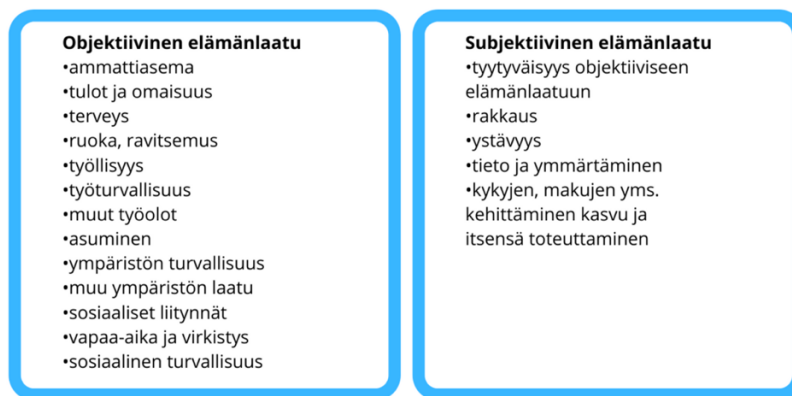 Objektiivinen elämänlaatu
•ammattiasema
•tulot ja omaisuus
•terveys
•ruoka, ravitsemus
•työllisyys
•työturvallisuus
•muut työolot
•asuminen
•ympäristön turvallisuus
•muu ympäristön laatu
•sosiaaliset liitynnät
•vapaa-aika ja virkistys
•sosiaalinen turvallisuus
Subjektiivinen elämänlaatu
•tyytyväisyys objektiiviseen
elämänlaatuun
•rakkaus
•ystävyys
•tieto ja ymmärtäminen
•kykyjen, makujen yms.
kehittäminen kasvu ja
itsensä toteuttaminen